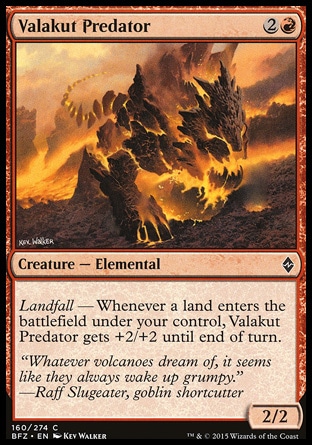 Valakut Predator 2
KEV WALKER
Creature — Elemental
Landfall — Whenever a land enters the
battlefield under your control, Valakut
Predator gets +2/+2 until end of turn.
“Whatever volcanoes dream of, it seems
like they always wake up grumpy.”
—Raff Slugeater, goblin shortcutter
2/2
160/274 C
BFZ • EN Kev Walker
™ & © 2015 Wizards of the Coast